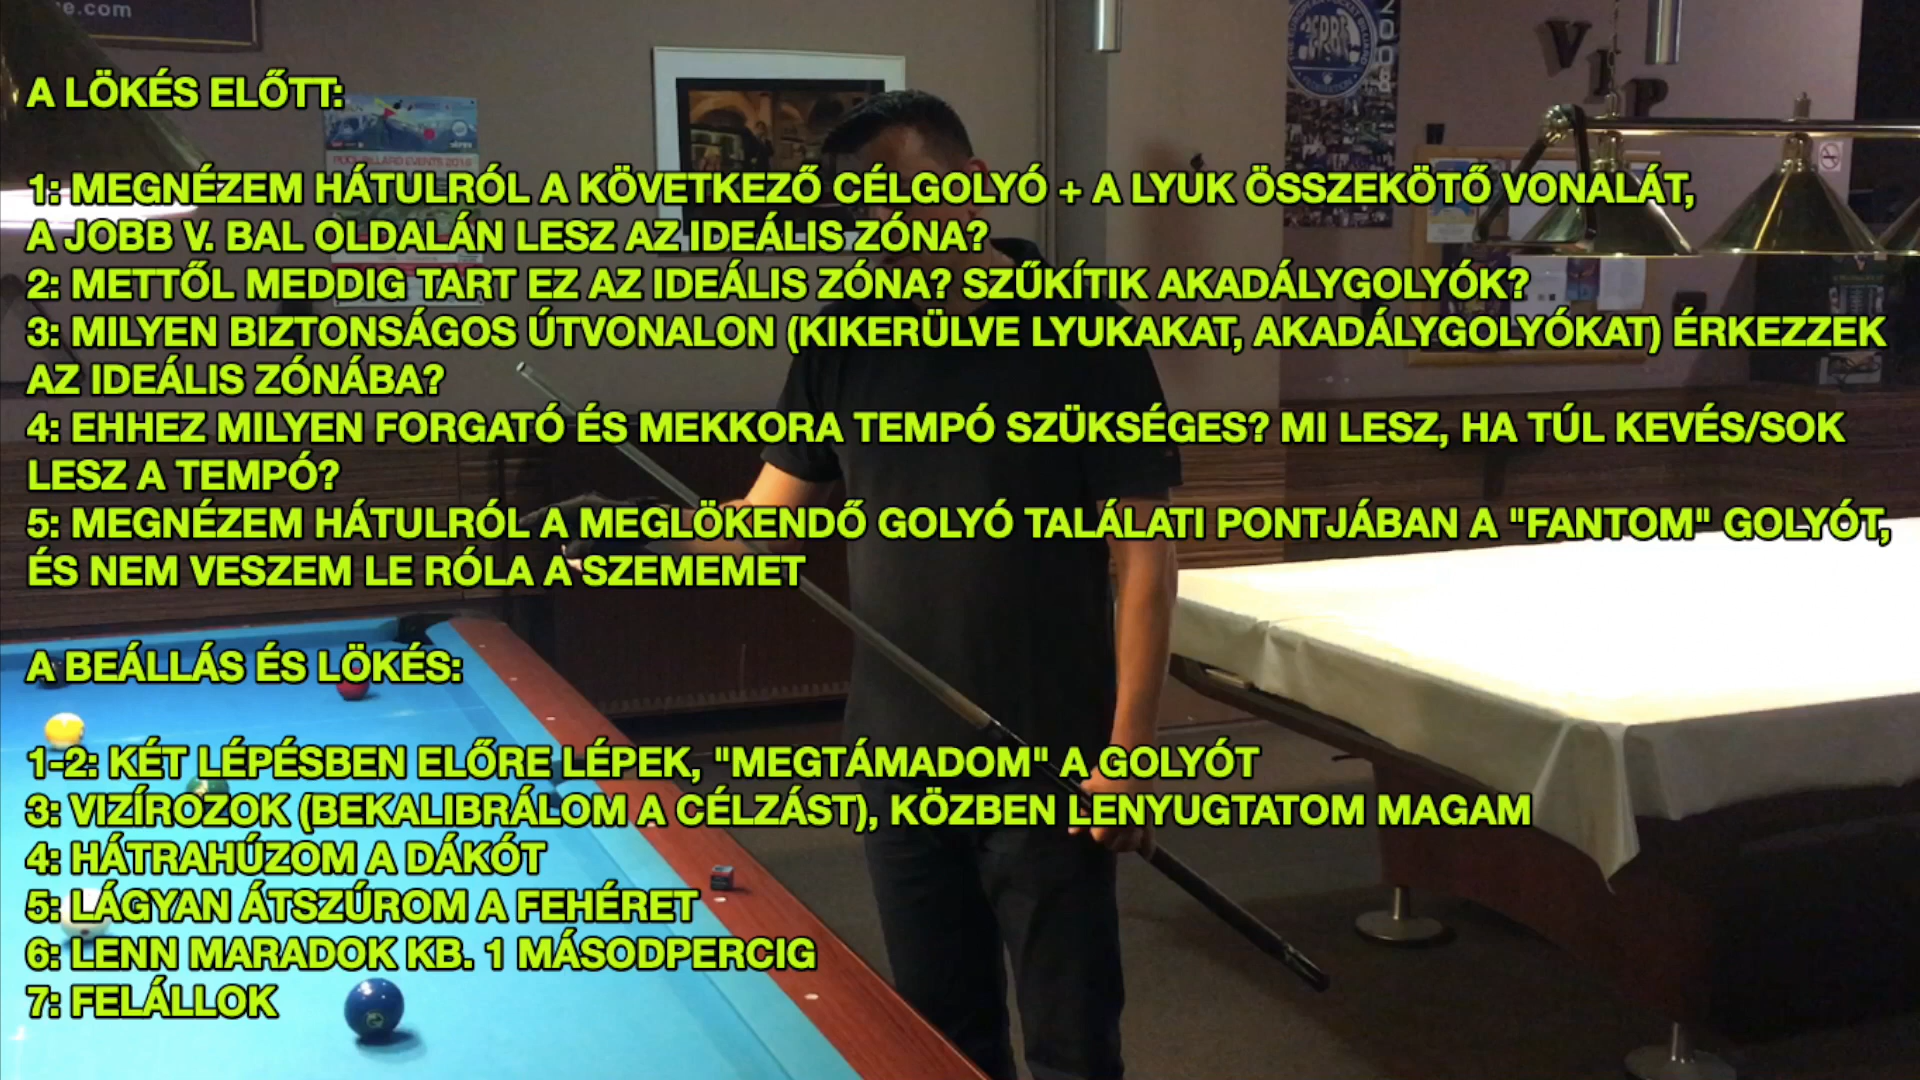 e.com
A LÖKÉS ELŐTT:
1: MEGNÉZEM HÁTULRÓL A KÖVETKEZŐ CÉLGOLYÓ + A LYUK ÖSSZEKÖTŐ VONALÁT,
A JOBB V. BAL OLDALÁN LESZ AZ IDEÁLIS ZÓNA?
2: METTŐL MEDDIG TART EZ AZ IDEÁLIS ZÓNA? SZŰKÍTIK AKADÁLYGOLYÓK?
3: MILYEN BIZTONSÁGOS ÚTVONALON (KIKERÜLVE LYUKAKAT, AKADÁLYGOLYÓKAT) ÉRKEZZEK
AZ IDEÁLIS ZÓNÁBA?
4: EHHEZ MILYEN FORGATÓ ÉS MEKKORA TEMPÓ SZÜKSÉGES? MI LESZ, HA TÚL KEVÉS/SOK
LESZ A TEMPÓ?
5: MEGNÉZEM HÁTULRÓL A MEGLÖKENDŐ GOLYÓ TALÁLATI PONTJÁBAN A "FANTOM" GOLYÓT,
ÉS NEM VESZEM LE RÓLA A SZEMEMET
A BEÁLLÁS ÉS LÖKÉS:
1-2: KÉT LÉPÉSBEN ELŐRE LÉPEK, "MEGTÁMADOM" A GOLYÓT
3: VIZÍROZOK (BEKALIBRÁLOM A CÉLZÁST), KÖZBEN LENYUGTATOM MAGAM
4: HÁTRAHÚZOM A DÁKÓT
5: LÁGYAN ÁTSZÚROM A FEHÉRET
6: LENN MARADOK KB. 1 MÁSODPERCIG
7: FELÁLLOK
VIP
2008